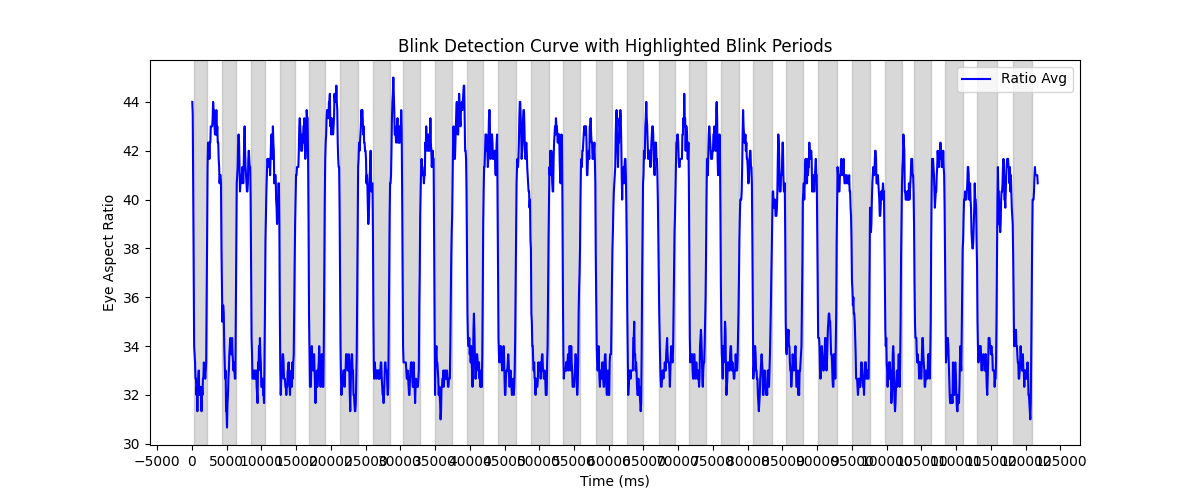 Blink Detection Curve with Highlighted Blink Periods
Ratio Avg
Eye Aspect Ratio
44
42
40
38
36
34
32
30
−5000 0 5000 10000 15000 20000 25000 30000 35000 40000 45000 50000 55000 60000 65000 70000 75000 80000 85000 90000 95000 100000 105000 110000 115000 120000 125000
Time (ms)